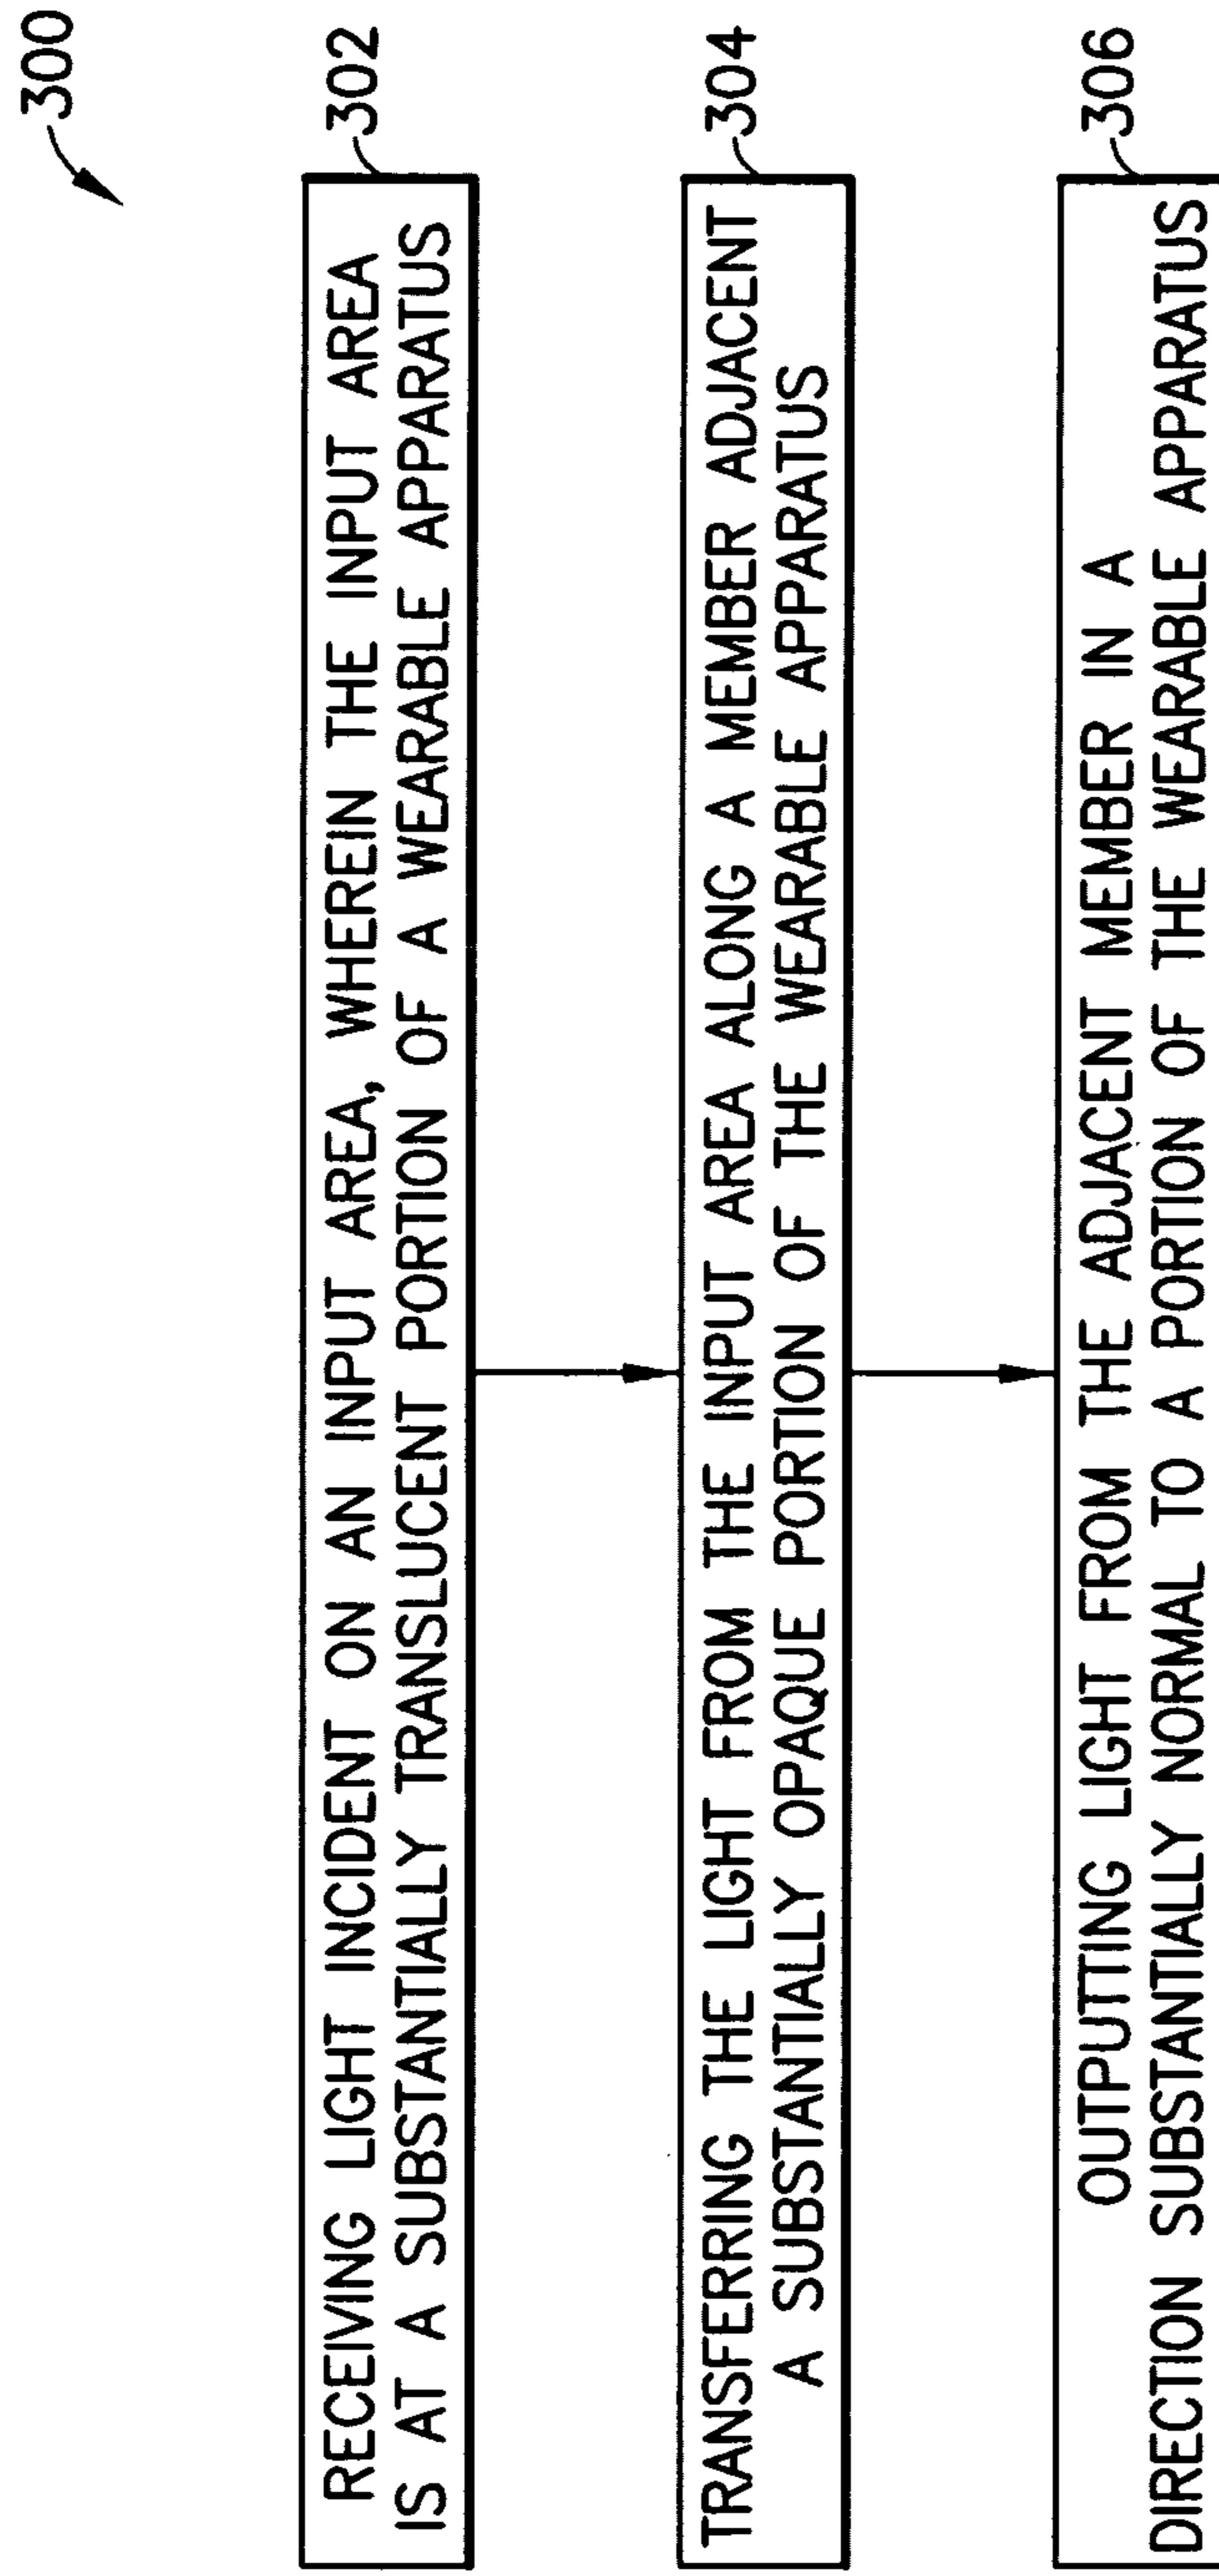 300
RECEIVING LIGHT INCIDENT ON AN INPUT AREA, WHEREIN THE INPUT AREA
IS AT A SUBSTANTIALLY TRANSLUCENT PORTION OF A WEARABLE APPARATUS
302
TRANSFERRING THE LIGHT FROM THE INPUT AREA ALONG A MEMBER ADJACENT
A SUBSTANTIALLY OPAQUE PORTION OF THE WEARABLE APPARATUS
304
OUTPUTTING LIGHT FROM THE ADJACENT MEMBER IN A
DIRECTION SUBSTANTIALLY NORMAL TO A PORTION OF THE WEARABLE APPARATUS
306